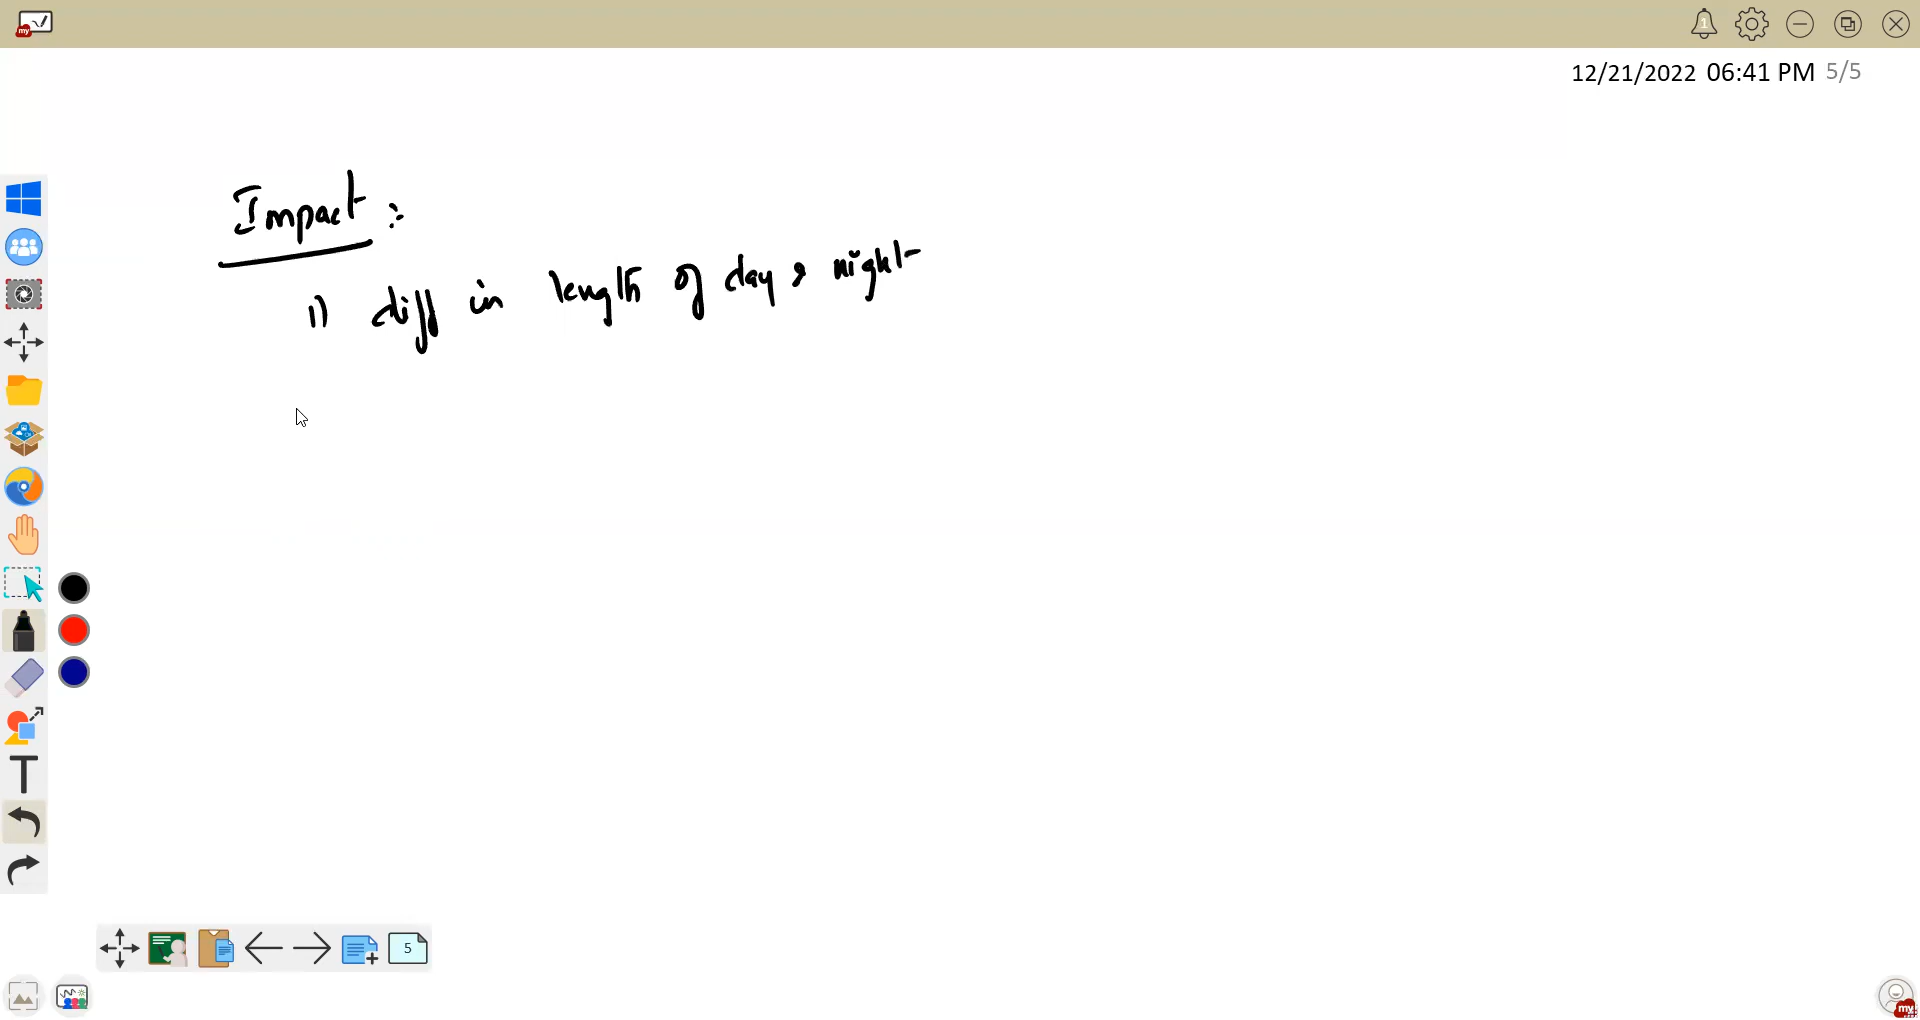 12/21/2022 06:41 PM 5/5
Impact :-
1) diff in length of day & night
5